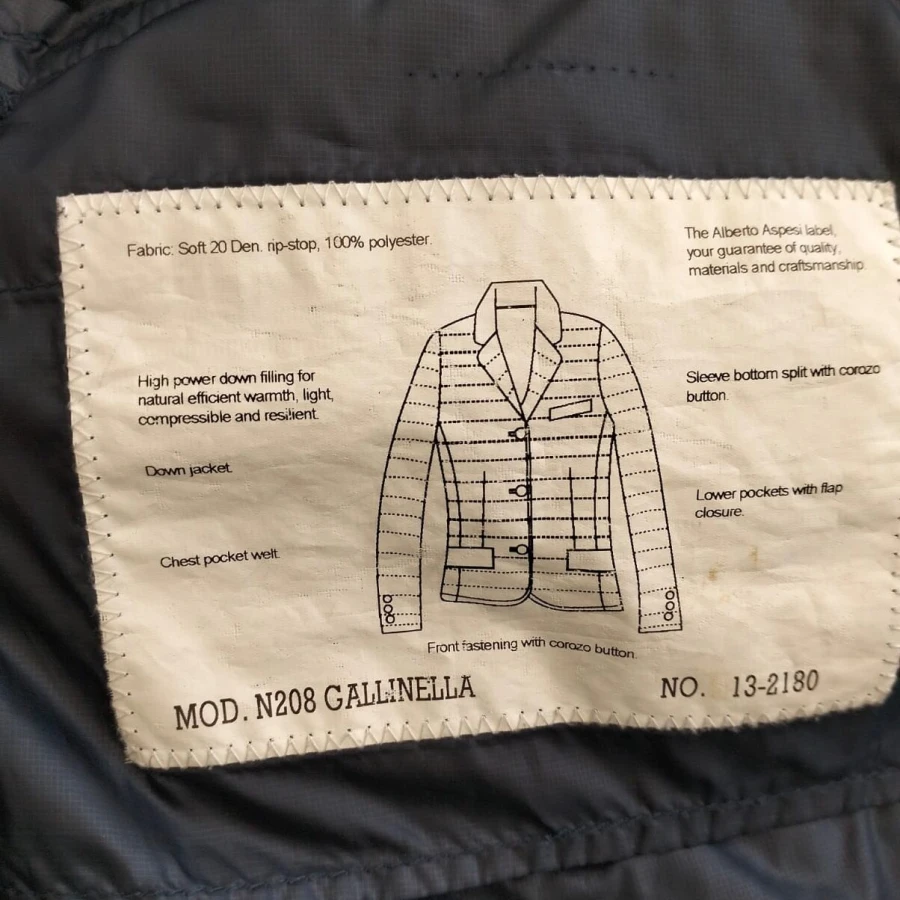 Fabric: Soft 20 Den. rip-stop, 100% polyester.
The Alberto Aspesi label,
your guarantee of quality,
materials and craftsmanship.
High power down filling for
natural efficient warmth, light,
compressible and resilient.
Sleeve bottom split with corozo
button.
Down jacket.
Lower pockets with flap
closure.
Chest pocket welt.
Front fastening with corozo button.
MOD. N208 GALLINELLA
NO. 13-2180